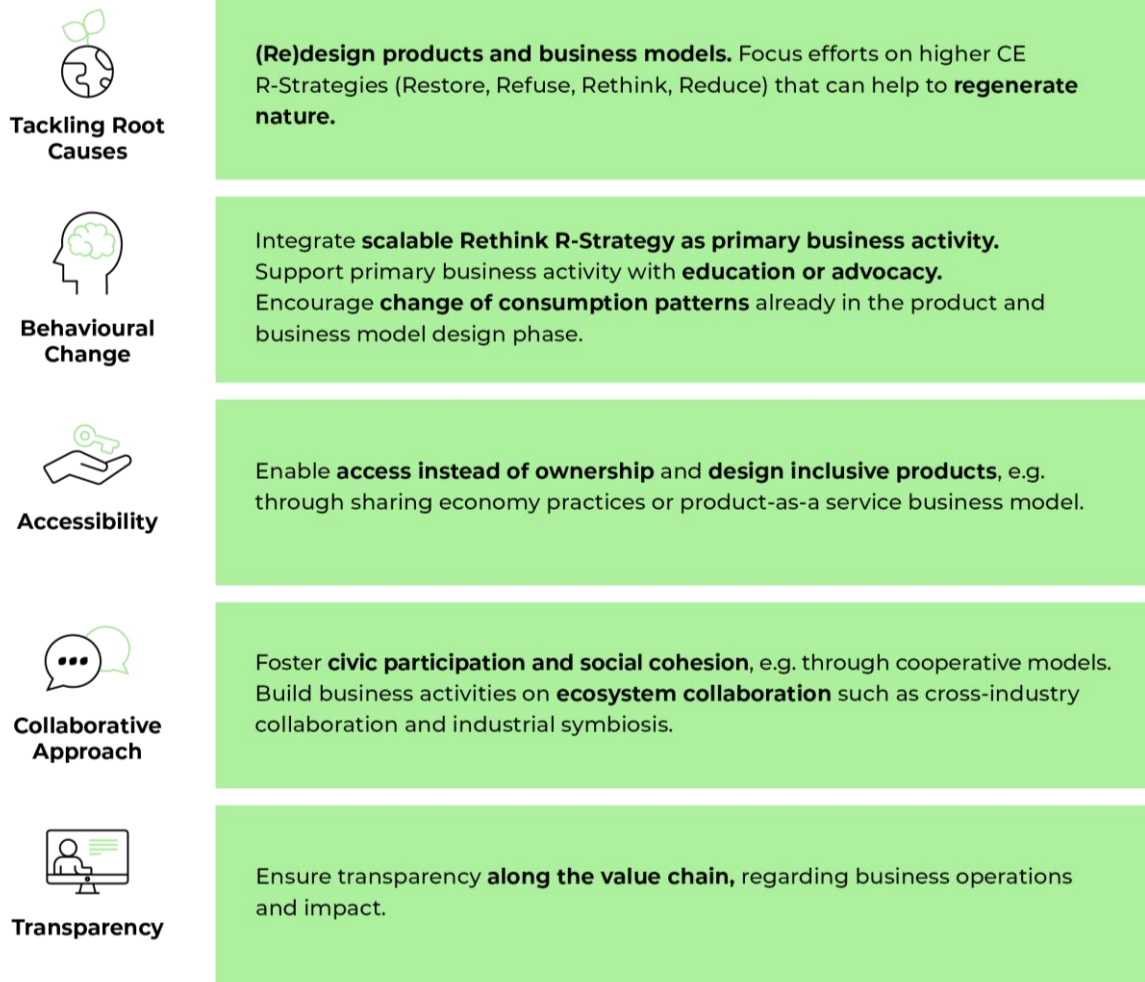 Tackling Root
Causes
(Re)design products and business models. Focus efforts on higher CE
R-Strategies (Restore, Refuse, Rethink, Reduce) that can help to regenerate
nature.
Behavioural
Change
Integrate scalable Rethink R-Strategy as primary business activity.
Support primary business activity with education or advocacy.
Encourage change of consumption patterns already in the product and
business model design phase.
Accessibility
Enable access instead of ownership and design inclusive products, e.g.
through sharing economy practices or product-as-a service business model.
Collaborative
Approach
Foster civic participation and social cohesion, e.g. through cooperative models.
Build business activities on ecosystem collaboration such as cross-industry
collaboration and industrial symbiosis.
Transparency
Ensure transparency along the value chain, regarding business operations
and impact.